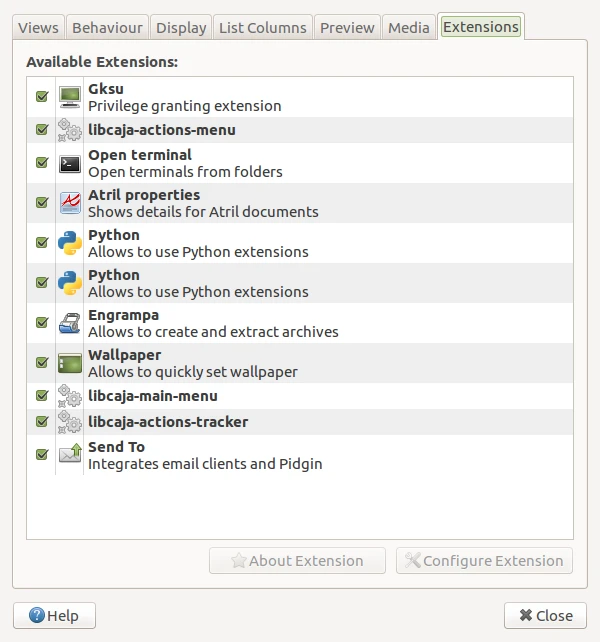 Views Behaviour Display List Columns Preview Media Extensions
Available Extensions:
Gksu
Privilege granting extension
libcaja-actions-menu
Open terminal
Open terminals from folders
Atril properties
Shows details for Atril documents
Python
Allows to use Python extensions
Python
Allows to use Python extensions
Engrampa
Allows to create and extract archives
Wallpaper
Allows to quickly set wallpaper
libcaja-main-menu
libcaja-actions-tracker
Send To
Integrates email clients and Pidgin
About Extension Configure Extension
Help Close